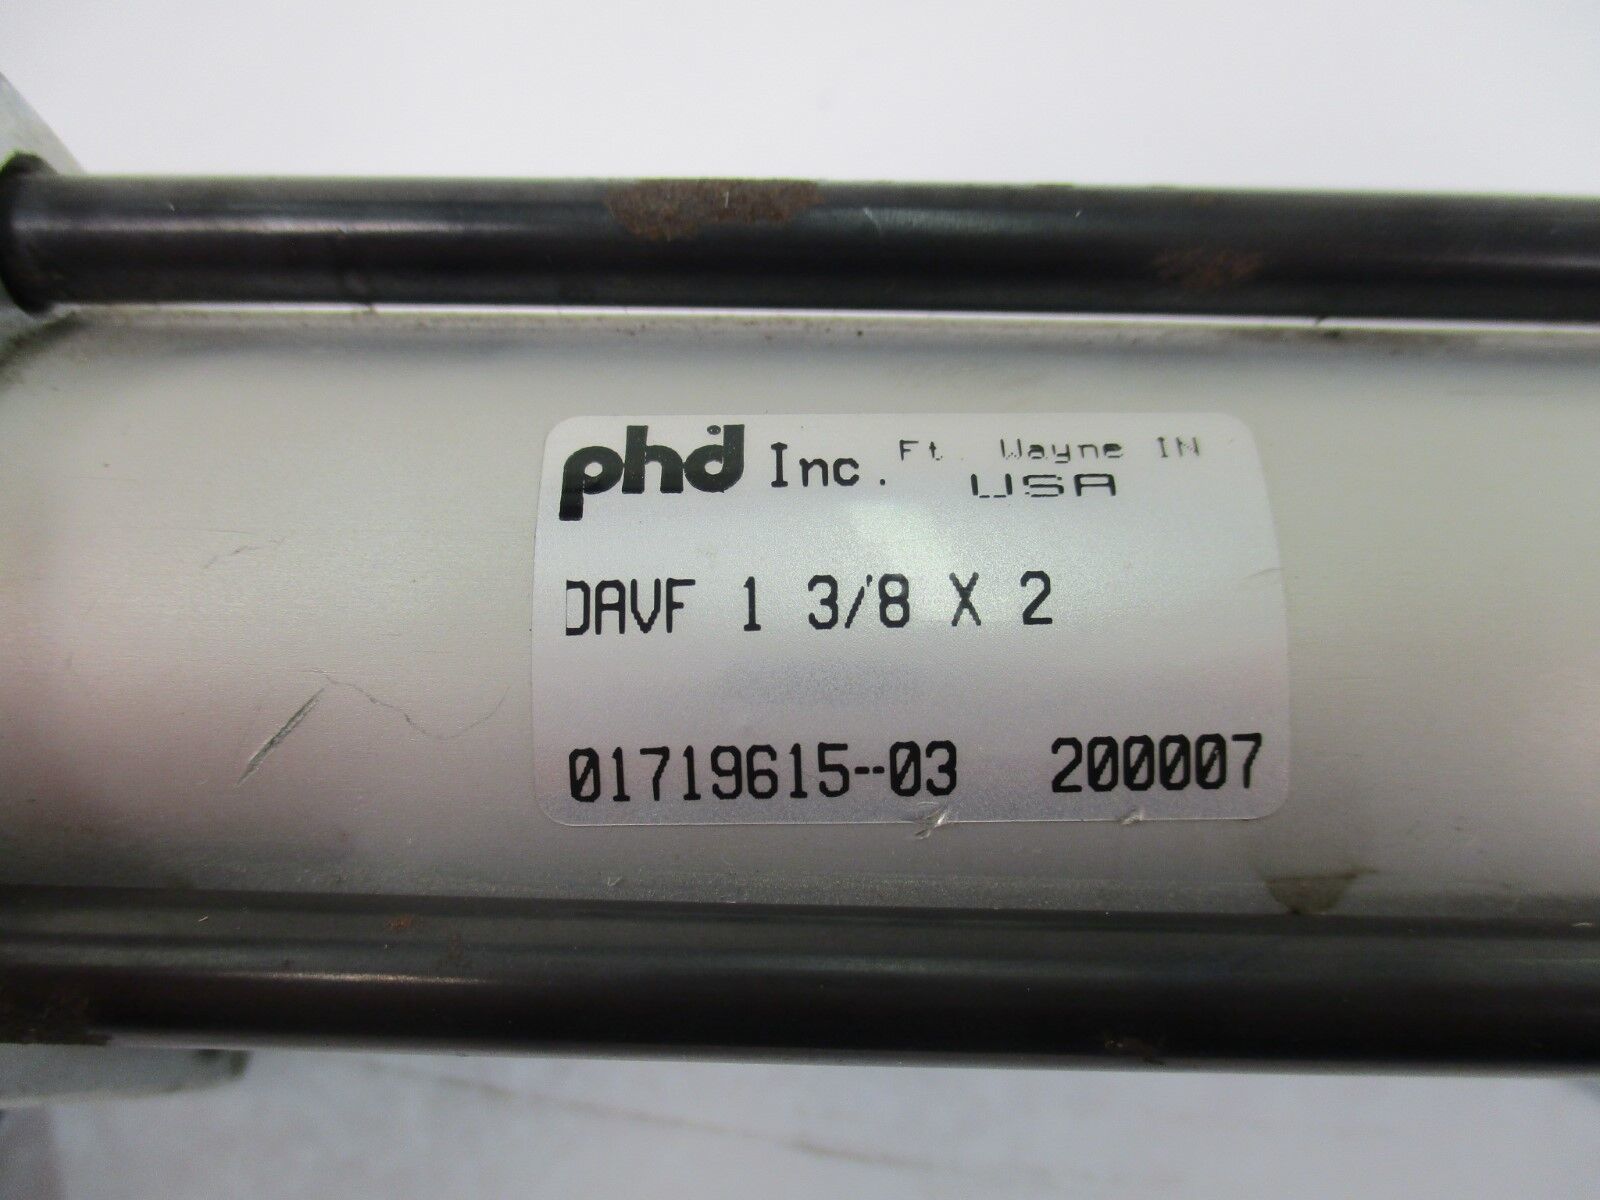 phd Inc. Ft. Wayne IN
USA
DAVF 1 3/8 X 2
01719615--03 200007